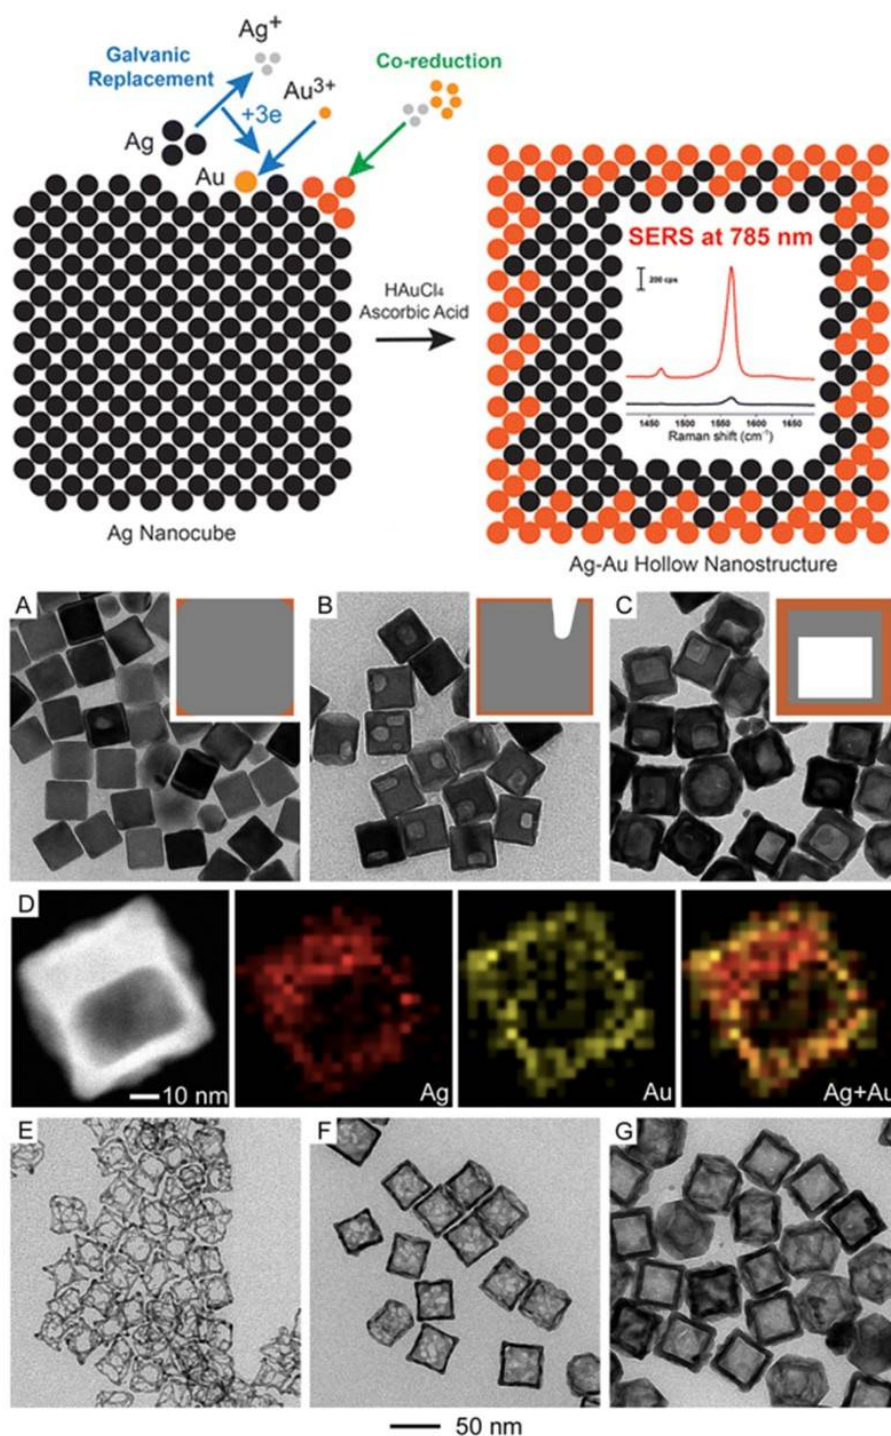 Ag⁺
Galvanic
Replacement
Co-reduction
Au³⁺
+3e
Ag
Au
SERS at 785 nm
200 cps
HAuCl₄
Ascorbic Acid
1450 1500 1550 1600 1650
Raman shift (cm⁻¹)
Ag Nanocube
Ag-Au Hollow Nanostructure
A
B
C
D
10 nm
Ag
Au
Ag+Au
E
F
G
50 nm